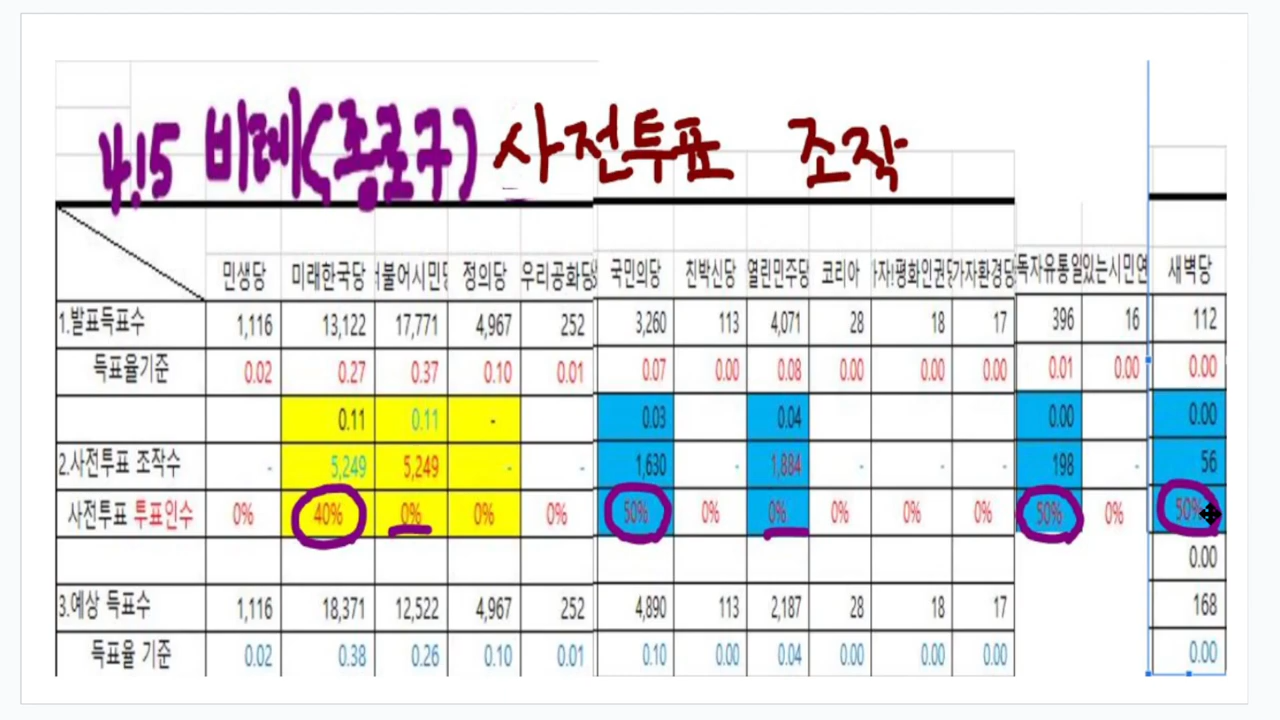 4.15 비례(종로구) 사전투표 조작
민생당 미래한국당 불어시민당 정의당 우리공화당 국민의당 친박신당 열린민주당 코리아 가자!평화인권당 가자환경당 독자유통일 있는시민연 새벽당
1.발표득표수 1,116 13,122 17,771 4,967 252 3,260 113 4,071 28 18 17 396 16 112
득표율기준 0.02 0.27 0.37 0.10 0.01 0.07 0.00 0.08 0.00 0.00 0.00 0.01 0.00 0.00
0.11 0.11 - 0.03 0.04 0.00 0.00
2.사전투표 조작수 - 5,249 5,249 - - 1,630 - 1,884 - - - 198 - 56
사전투표 투표인수 0% 40% 0% 0% 0% 50% 0% 0% 0% 0% 0% 50% 0% 50%
0.00
3.예상 득표수 1,116 18,371 12,522 4,967 252 4,890 113 2,187 28 18 17 168
득표율 기준 0.02 0.38 0.26 0.10 0.01 0.10 0.00 0.04 0.00 0.00 0.00 0.00